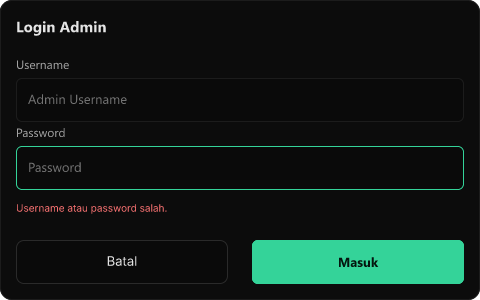 Login Admin
Username
Admin Username
Password
Password
Username atau password salah.
Batal
Masuk